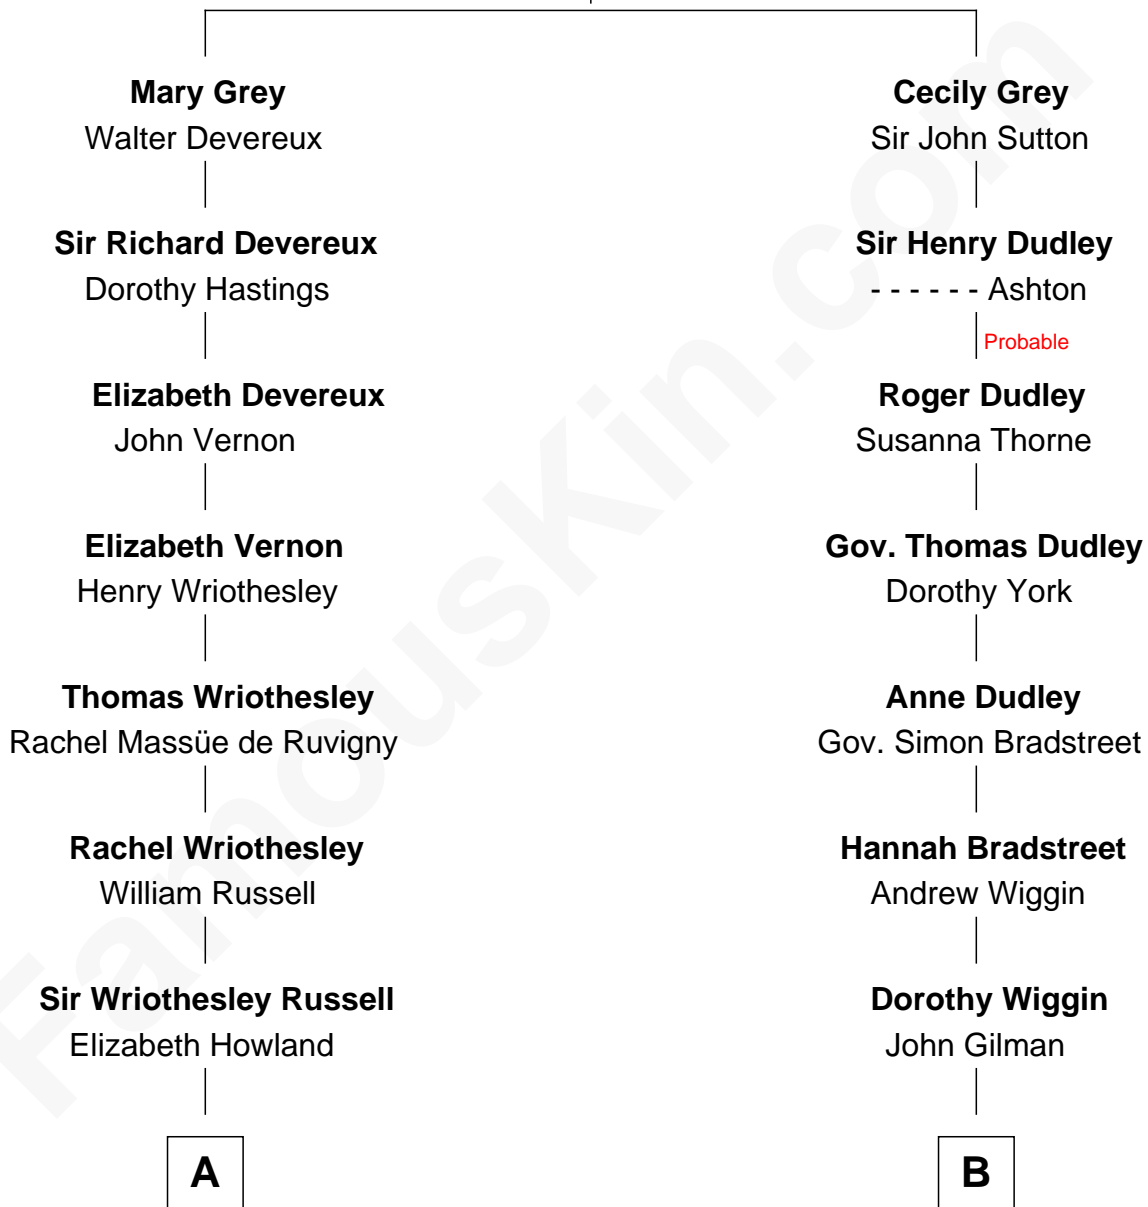 Mary Grey
Walter Devereux
Cecily Grey
Sir John Sutton
Sir Richard Devereux
Dorothy Hastings
Sir Henry Dudley
- - - - - - Ashton
Probable
Elizabeth Devereux
John Vernon
Roger Dudley
Susanna Thorne
Elizabeth Vernon
Henry Wriothesley
Gov. Thomas Dudley
Dorothy York
Thomas Wriothesley
Rachel Massüe de Ruvigny
Anne Dudley
Gov. Simon Bradstreet
Rachel Wriothesley
William Russell
Hannah Bradstreet
Andrew Wiggin
Sir Wriothesley Russell
Elizabeth Howland
Dorothy Wiggin
John Gilman
A
B
FamousKin.com